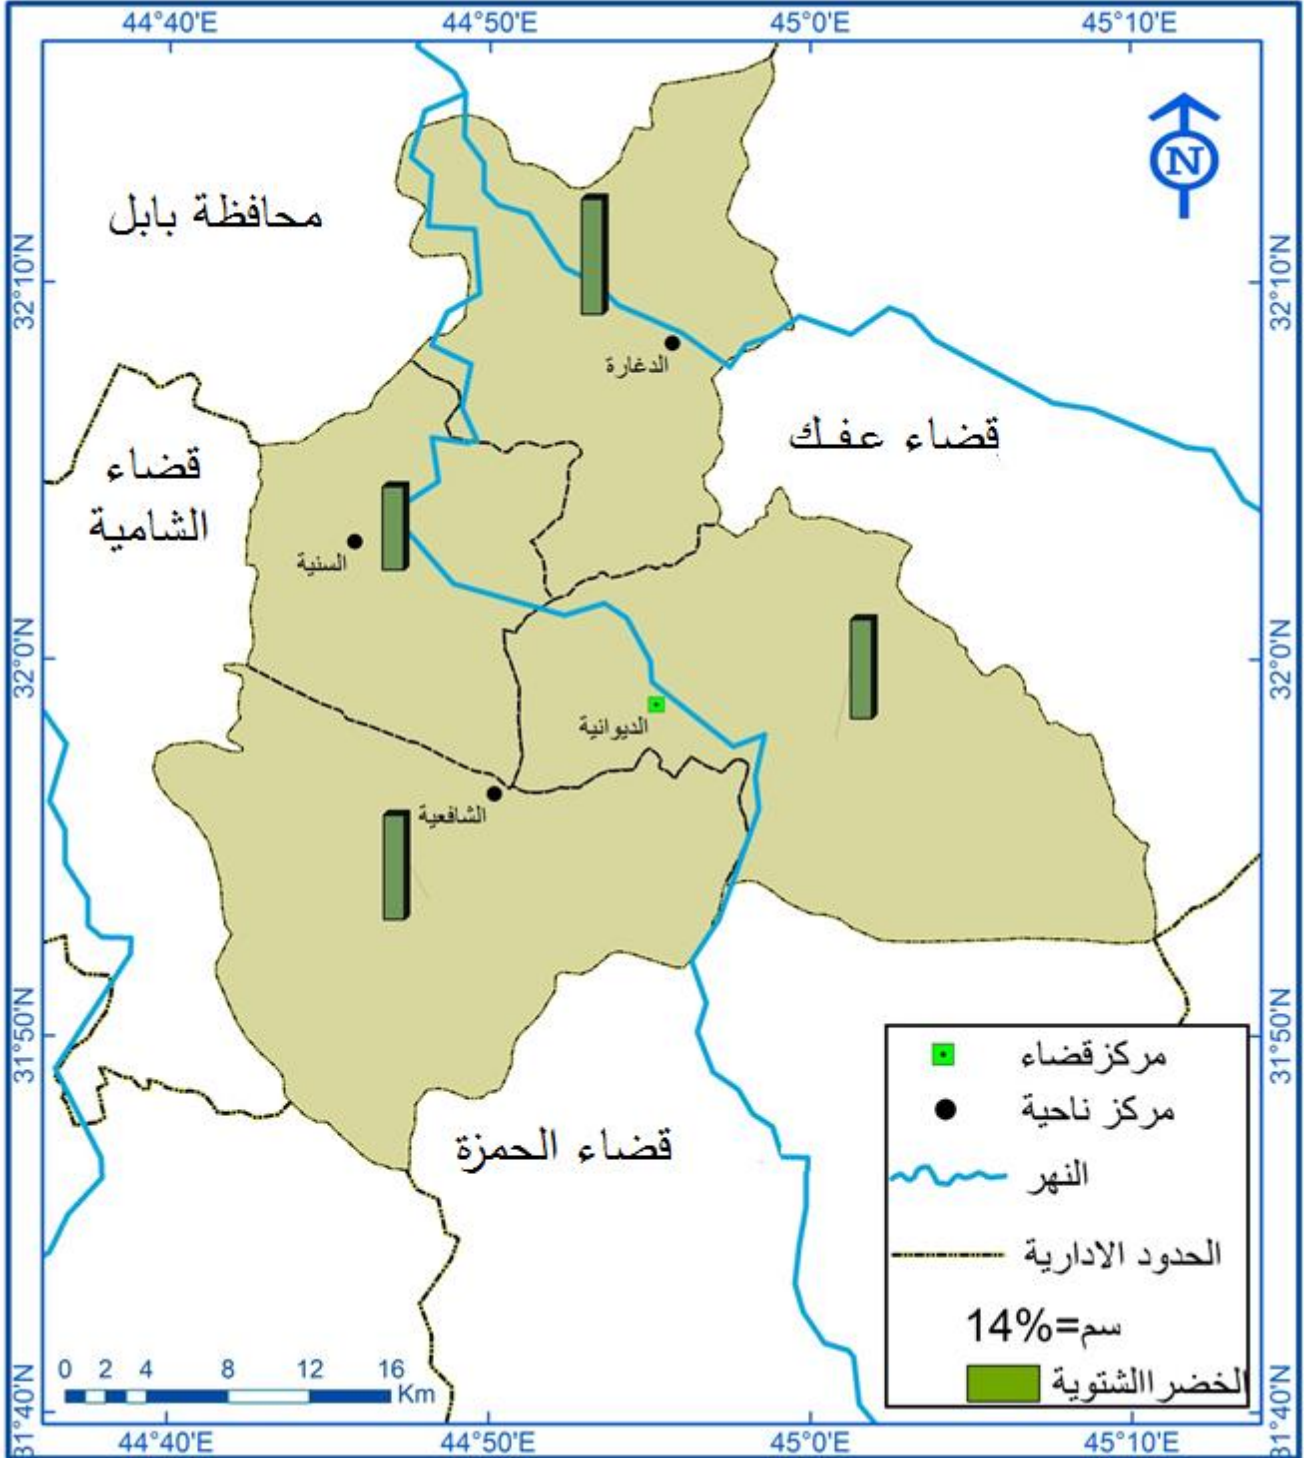 44°40'E 44°50'E 45°0'E 45°10'E
N
محافظة بابل
32°10'N 32°10'N
الدغارة
قضاء عفك
قضاء
الشامية
السنية
32°0'N 32°0'N
الديوانية
الشافعية
31°50'N 31°50'N
قضاء الحمزة
مركزقضاء
مركز ناحية
النهر
الحدود الادارية
سم=14%
الخضر االشتوية
0 2 4 8 12 16
Km
31°40'N 31°40'N
44°40'E 44°50'E 45°0'E 45°10'E